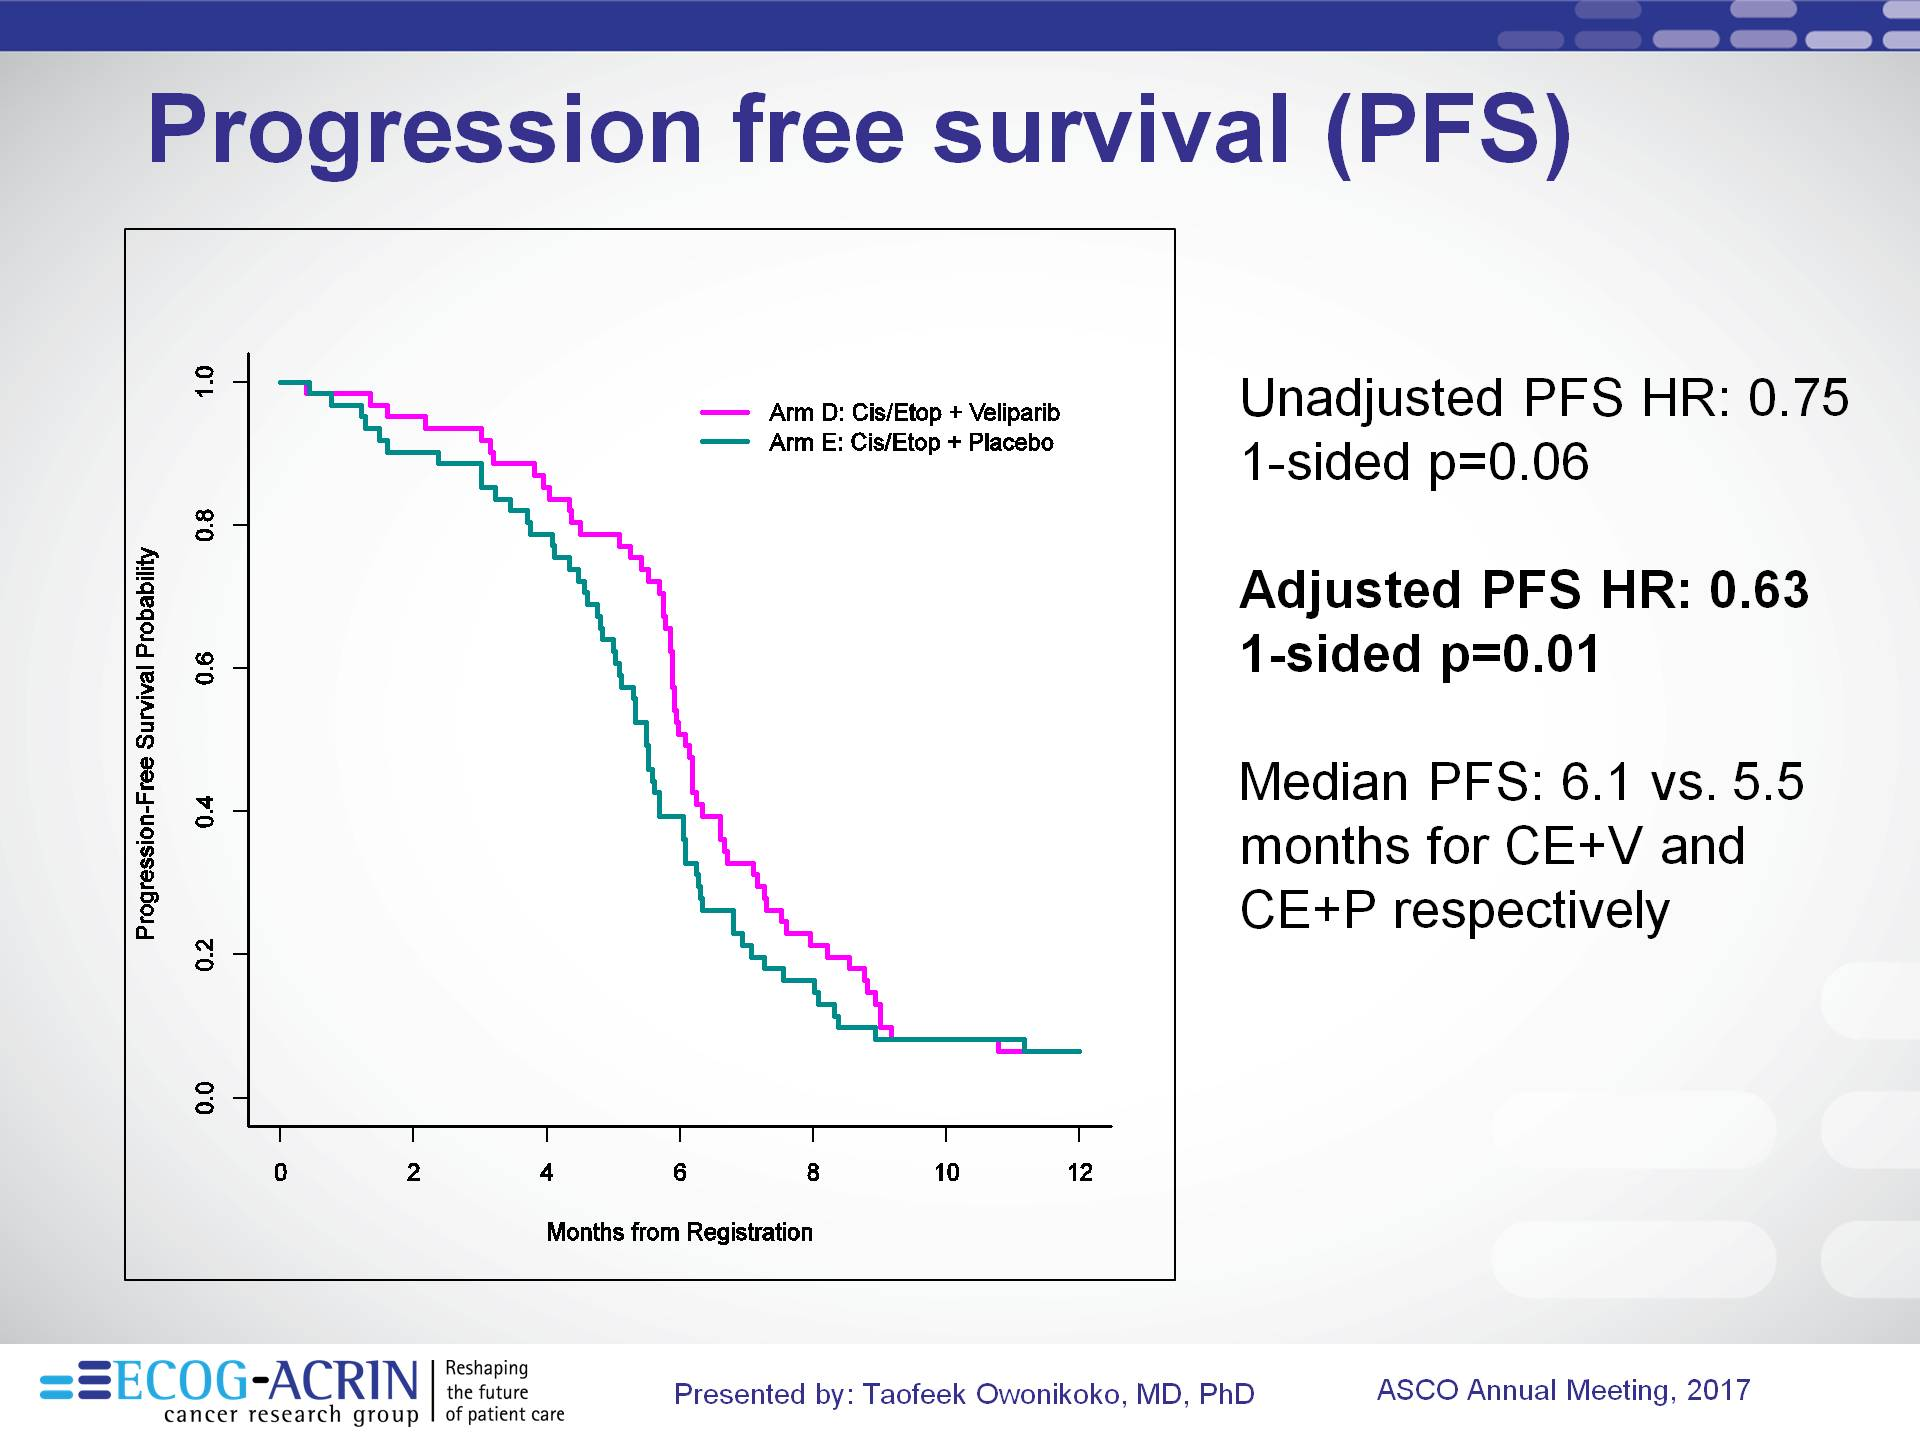 Progression free survival (PFS)
1.0
0.8
0.6
0.4
0.2
0.0
Progression-Free Survival Probability
Arm D: Cis/Etop + Veliparib
Arm E: Cis/Etop + Placebo
0 2 4 6 8 10 12
Months from Registration
Unadjusted PFS HR: 0.75
1-sided p=0.06
Adjusted PFS HR: 0.63
1-sided p=0.01
Median PFS: 6.1 vs. 5.5
months for CE+V and
CE+P respectively
ECOG-ACRIN
cancer research group
Reshaping
the future
of patient care
Presented by: Taofeek Owonikoko, MD, PhD
ASCO Annual Meeting, 2017